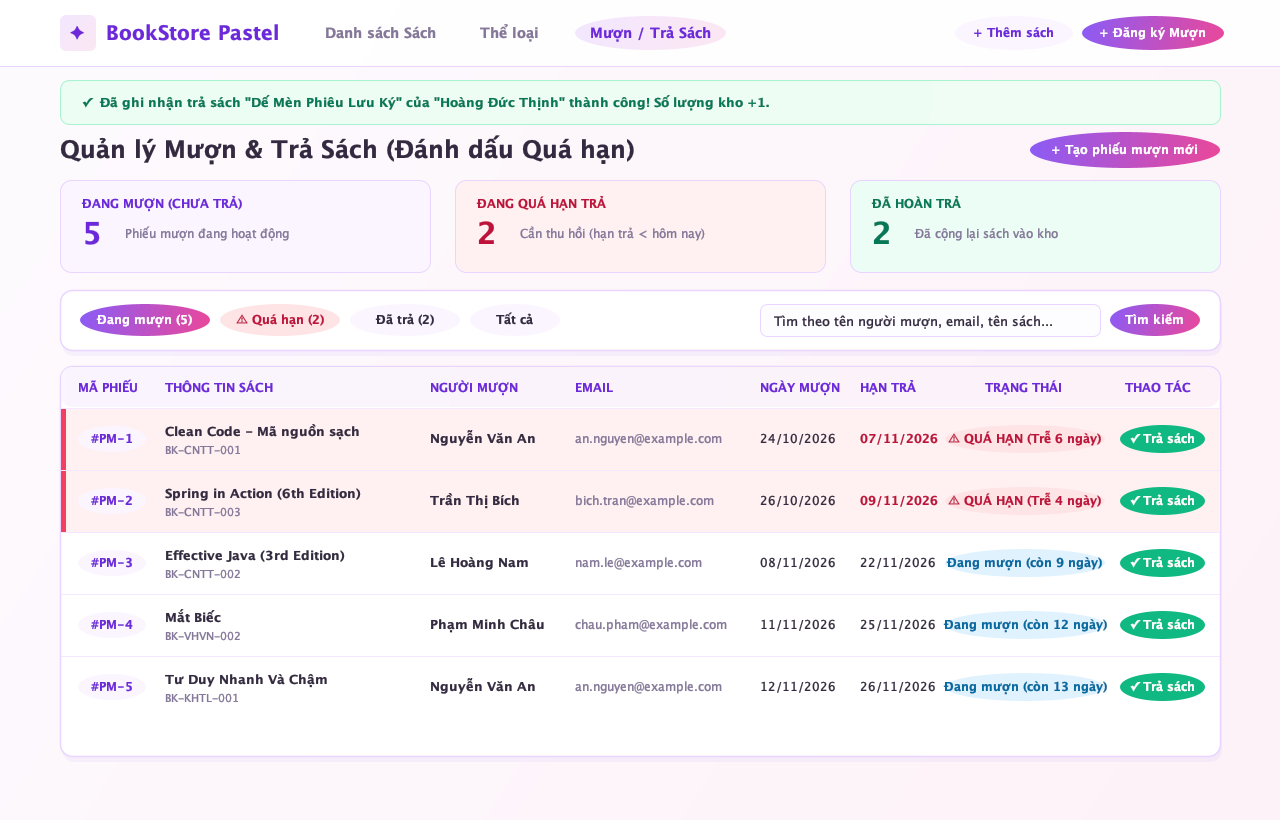 ✦ BookStore Pastel Danh sách Sách Thể loại Mượn / Trả Sách + Thêm sách + Đăng ký Mượn
✔ Đã ghi nhận trả sách "Dế Mèn Phiêu Lưu Ký" của "Hoàng Đức Thịnh" thành công! Số lượng kho +1.
Quản lý Mượn & Trả Sách (Đánh dấu Quá hạn) + Tạo phiếu mượn mới
ĐANG MƯỢN (CHƯA TRẢ) ĐANG QUÁ HẠN TRẢ ĐÃ HOÀN TRẢ
5 Phiếu mượn đang hoạt động 2 Cần thu hồi (hạn trả < hôm nay) 2 Đã cộng lại sách vào kho
Đang mượn (5) ⚠ Quá hạn (2) Đã trả (2) Tất cả Tìm theo tên người mượn, email, tên sách... Tìm kiếm
MÃ PHIẾU THÔNG TIN SÁCH NGƯỜI MƯỢN EMAIL NGÀY MƯỢN HẠN TRẢ TRẠNG THÁI THAO TÁC
#PM-1 Clean Code - Mã nguồn sạch Nguyễn Văn An an.nguyen@example.com 24/10/2026 07/11/2026 ⚠ QUÁ HẠN (Trễ 6 ngày) ✔ Trả sách
BK-CNTT-001
#PM-2 Spring in Action (6th Edition) Trần Thị Bích bich.tran@example.com 26/10/2026 09/11/2026 ⚠ QUÁ HẠN (Trễ 4 ngày) ✔ Trả sách
BK-CNTT-003
#PM-3 Effective Java (3rd Edition) Lê Hoàng Nam nam.le@example.com 08/11/2026 22/11/2026 Đang mượn (còn 9 ngày) ✔ Trả sách
BK-CNTT-002
#PM-4 Mắt Biếc Phạm Minh Châu chau.pham@example.com 11/11/2026 25/11/2026 Đang mượn (còn 12 ngày) ✔ Trả sách
BK-VHVN-002
#PM-5 Tư Duy Nhanh Và Chậm Nguyễn Văn An an.nguyen@example.com 12/11/2026 26/11/2026 Đang mượn (còn 13 ngày) ✔ Trả sách
BK-KHTL-001